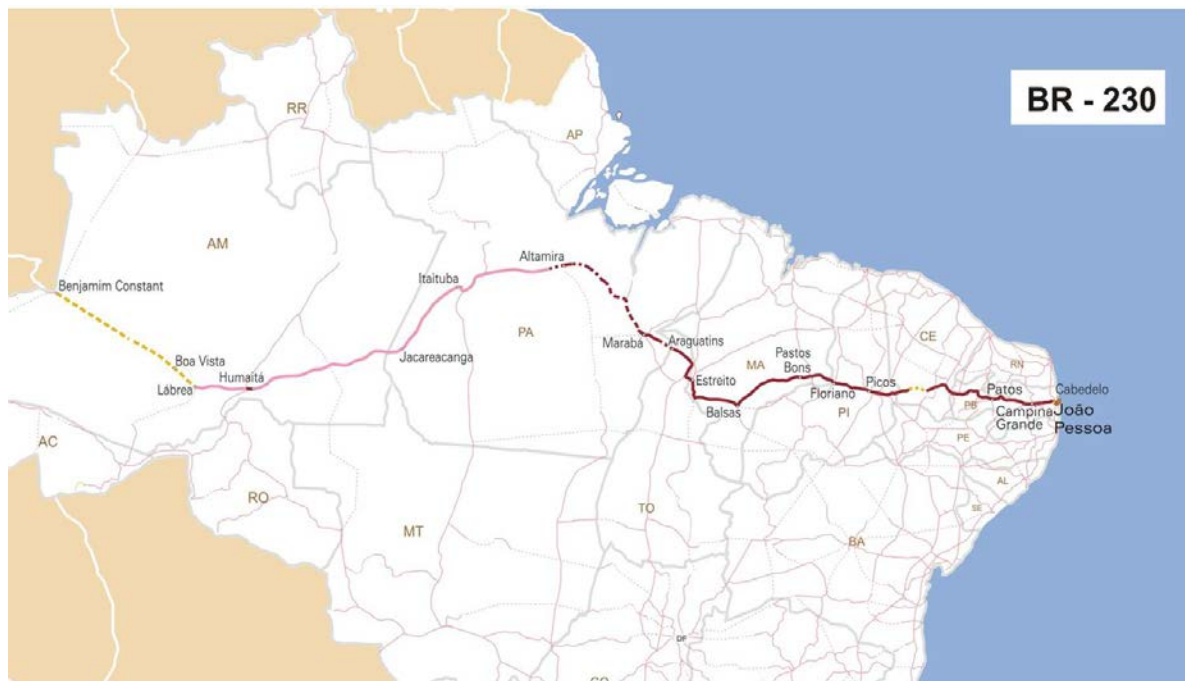 BR - 230
RR
AP
AM
Altamira
Itaituba
Benjamim Constant
PA
CE
Marabá
Araguatins
MA
Pastos
Bons
RN
Boa Vista
Humaitá
Jacareacanga
Lábrea
Estreito
Balsas
Floriano
Picos
Patos
Cabedelo
PI
PB
Campina
Grande
João
Pessoa
AC
PE
RO
TO
AL
SE
MT
BA
DF